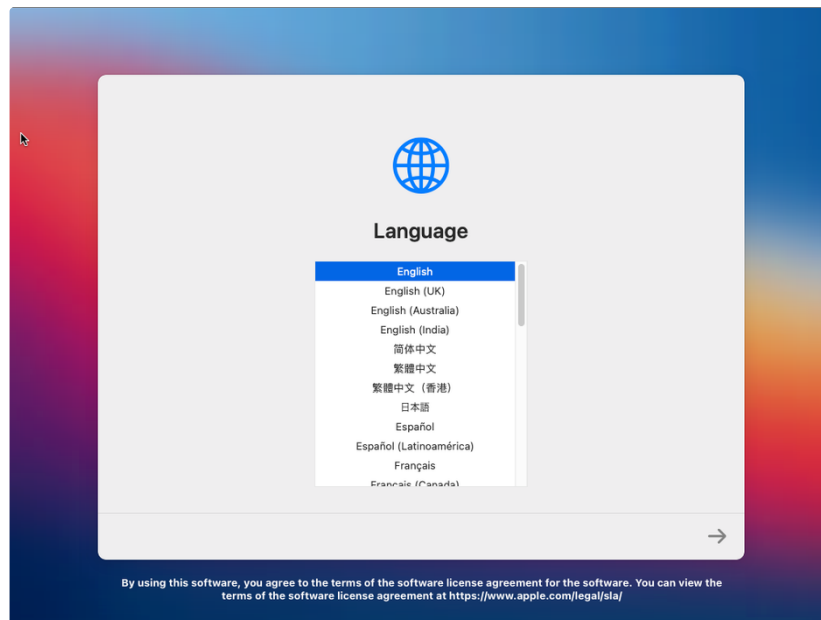 Language
English
English (UK)
English (Australia)
English (India)
简体中文
繁體中文
繁體中文（香港）
日本語
Español
Español (Latinoamérica)
Français
Français (Canada)
By using this software, you agree to the terms of the software license agreement for the software. You can view the
terms of the software license agreement at https://www.apple.com/legal/sla/